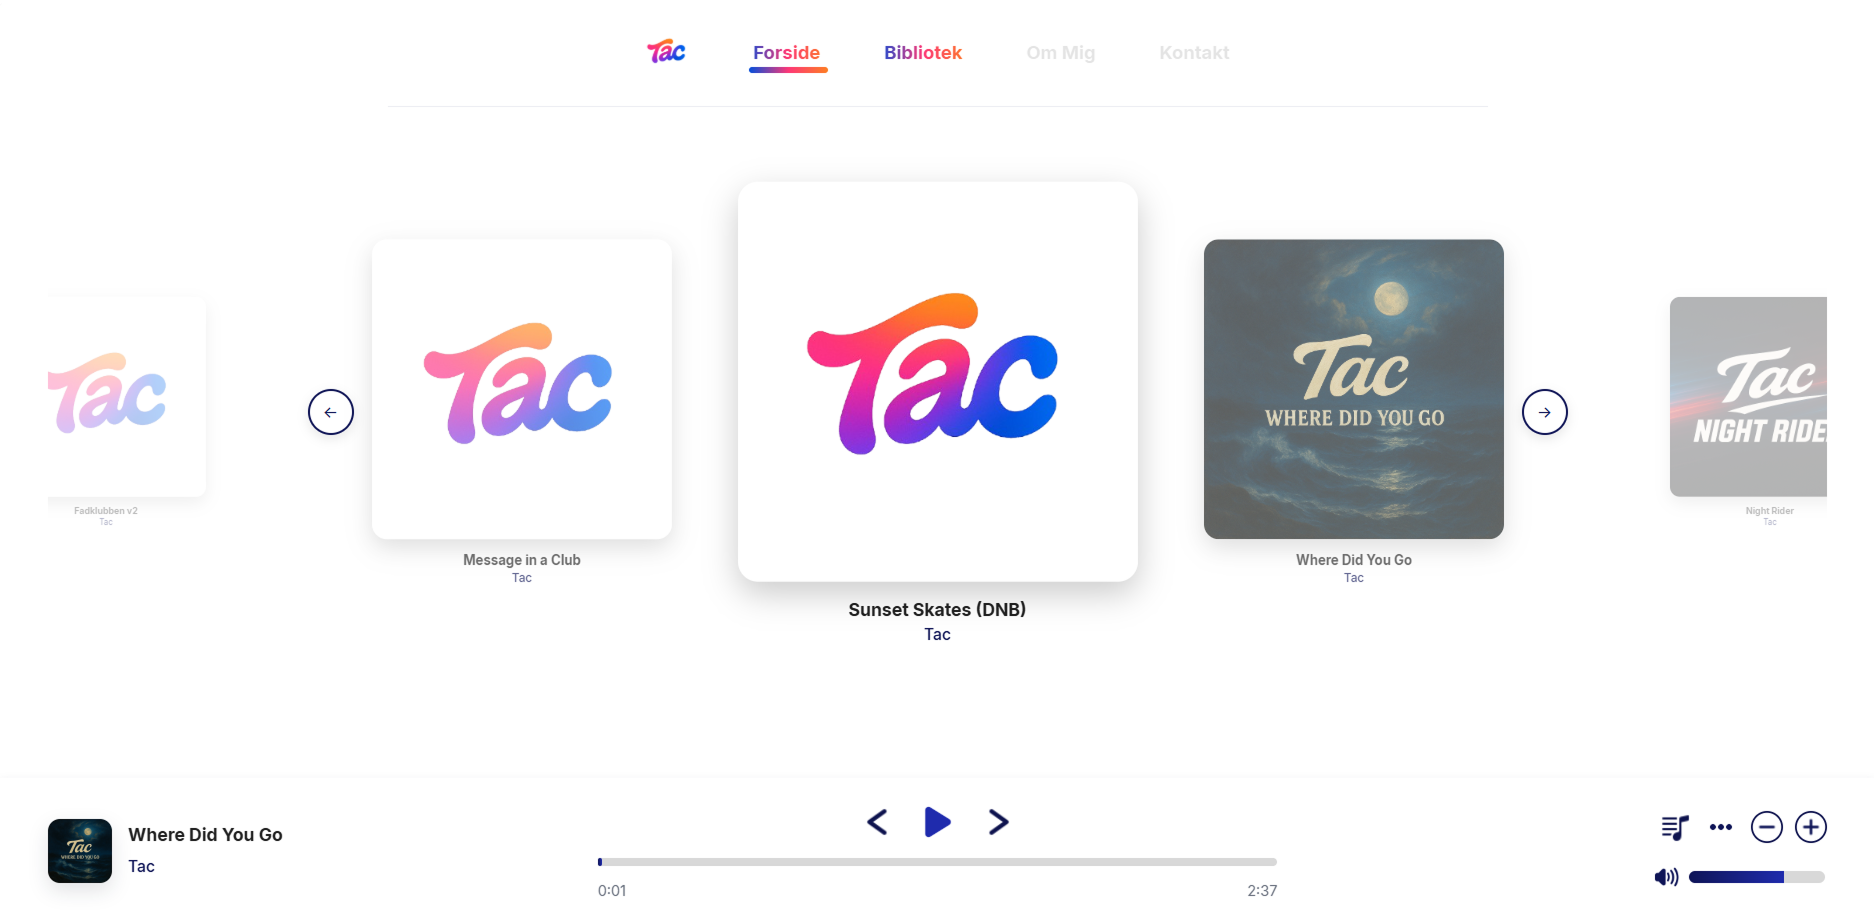 Tac
Forside
Bibliotek
Om Mig
Kontakt
Tac
Fadklubben v2
Tac
Tac
Message in a Club
Tac
Tac
Sunset Skates (DNB)
Tac
Tac
WHERE DID YOU GO
Where Did You Go
Tac
Tac
NIGHT RIDE
Night Rider
Tac
Tac
WHERE DID YOU GO
Where Did You Go
Tac
0:01
2:37